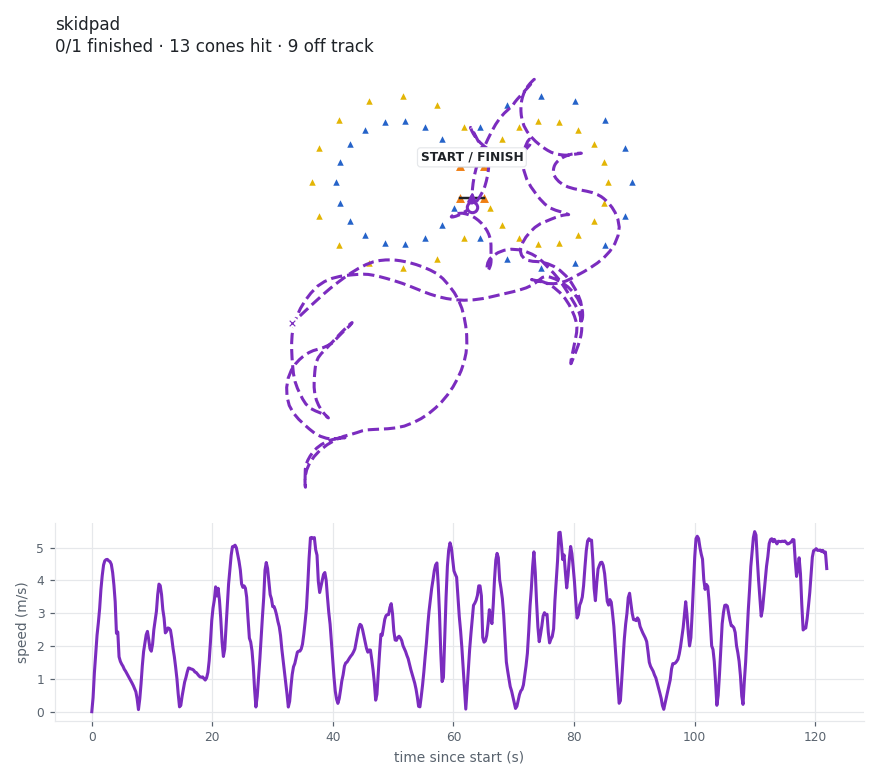 skidpad
0/1 finished · 13 cones hit · 9 off track
START / FINISH
speed (m/s)
5
4
3
2
1
0
0 20 40 60 80 100 120
time since start (s)